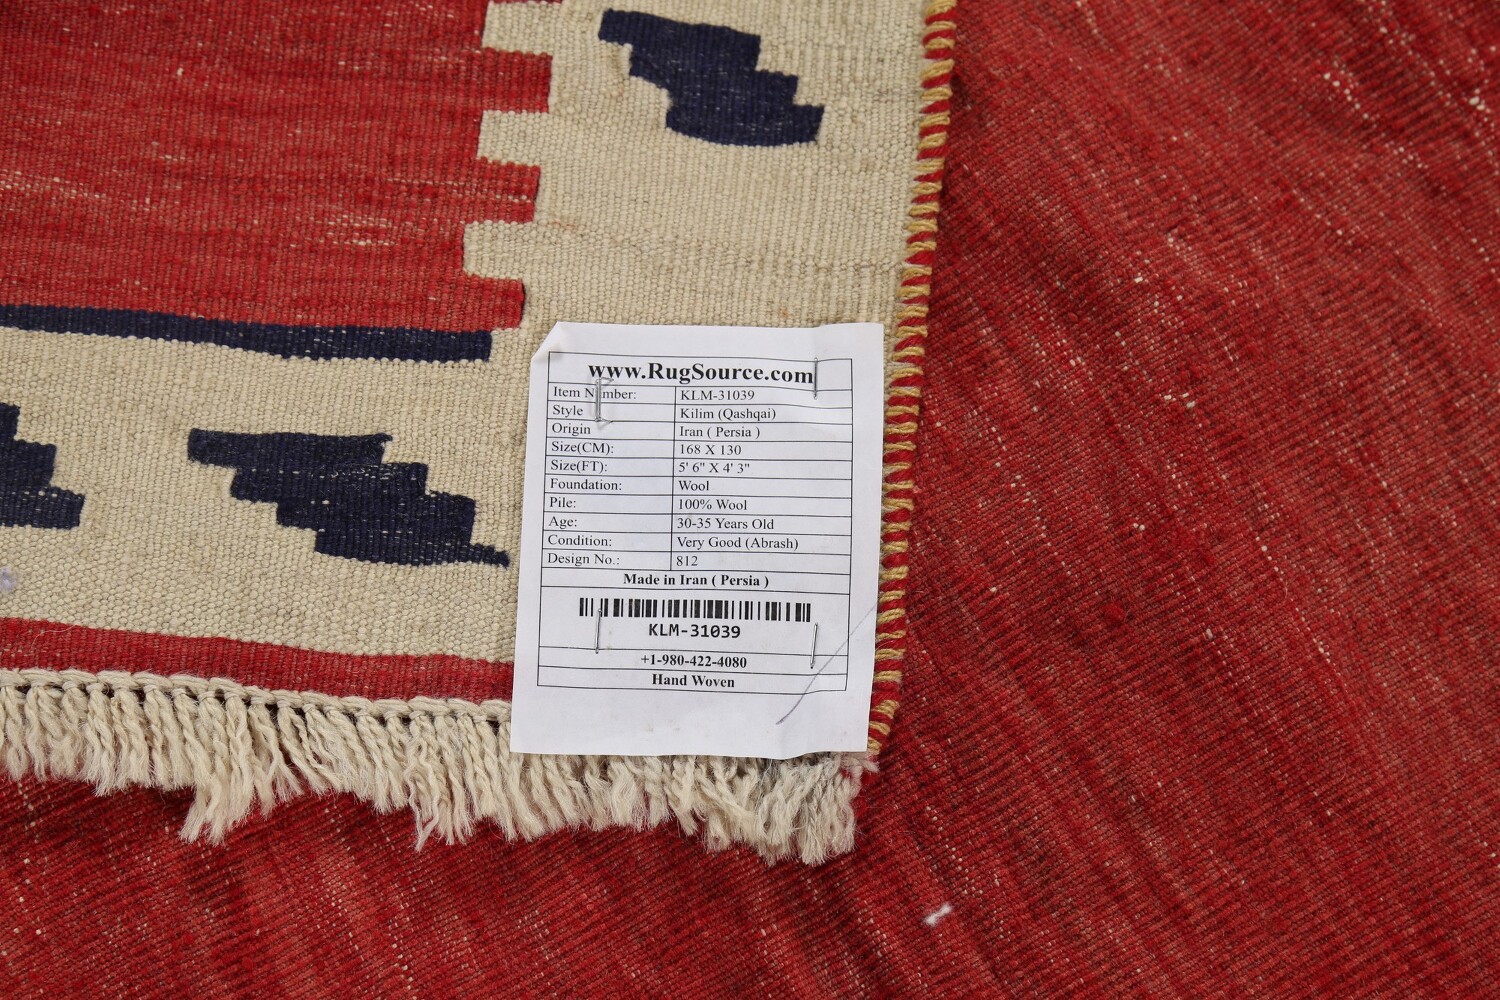 www.RugSource.com
Item Number: KLM-31039
Style Kilim (Qashqai)
Origin Iran ( Persia )
Size(CM): 168 X 130
Size(FT): 5' 6" X 4' 3"
Foundation: Wool
Pile: 100% Wool
Age: 30-35 Years Old
Condition: Very Good (Abrash)
Design No.: 812
Made in Iran ( Persia )
KLM-31039
+1-980-422-4080
Hand Woven